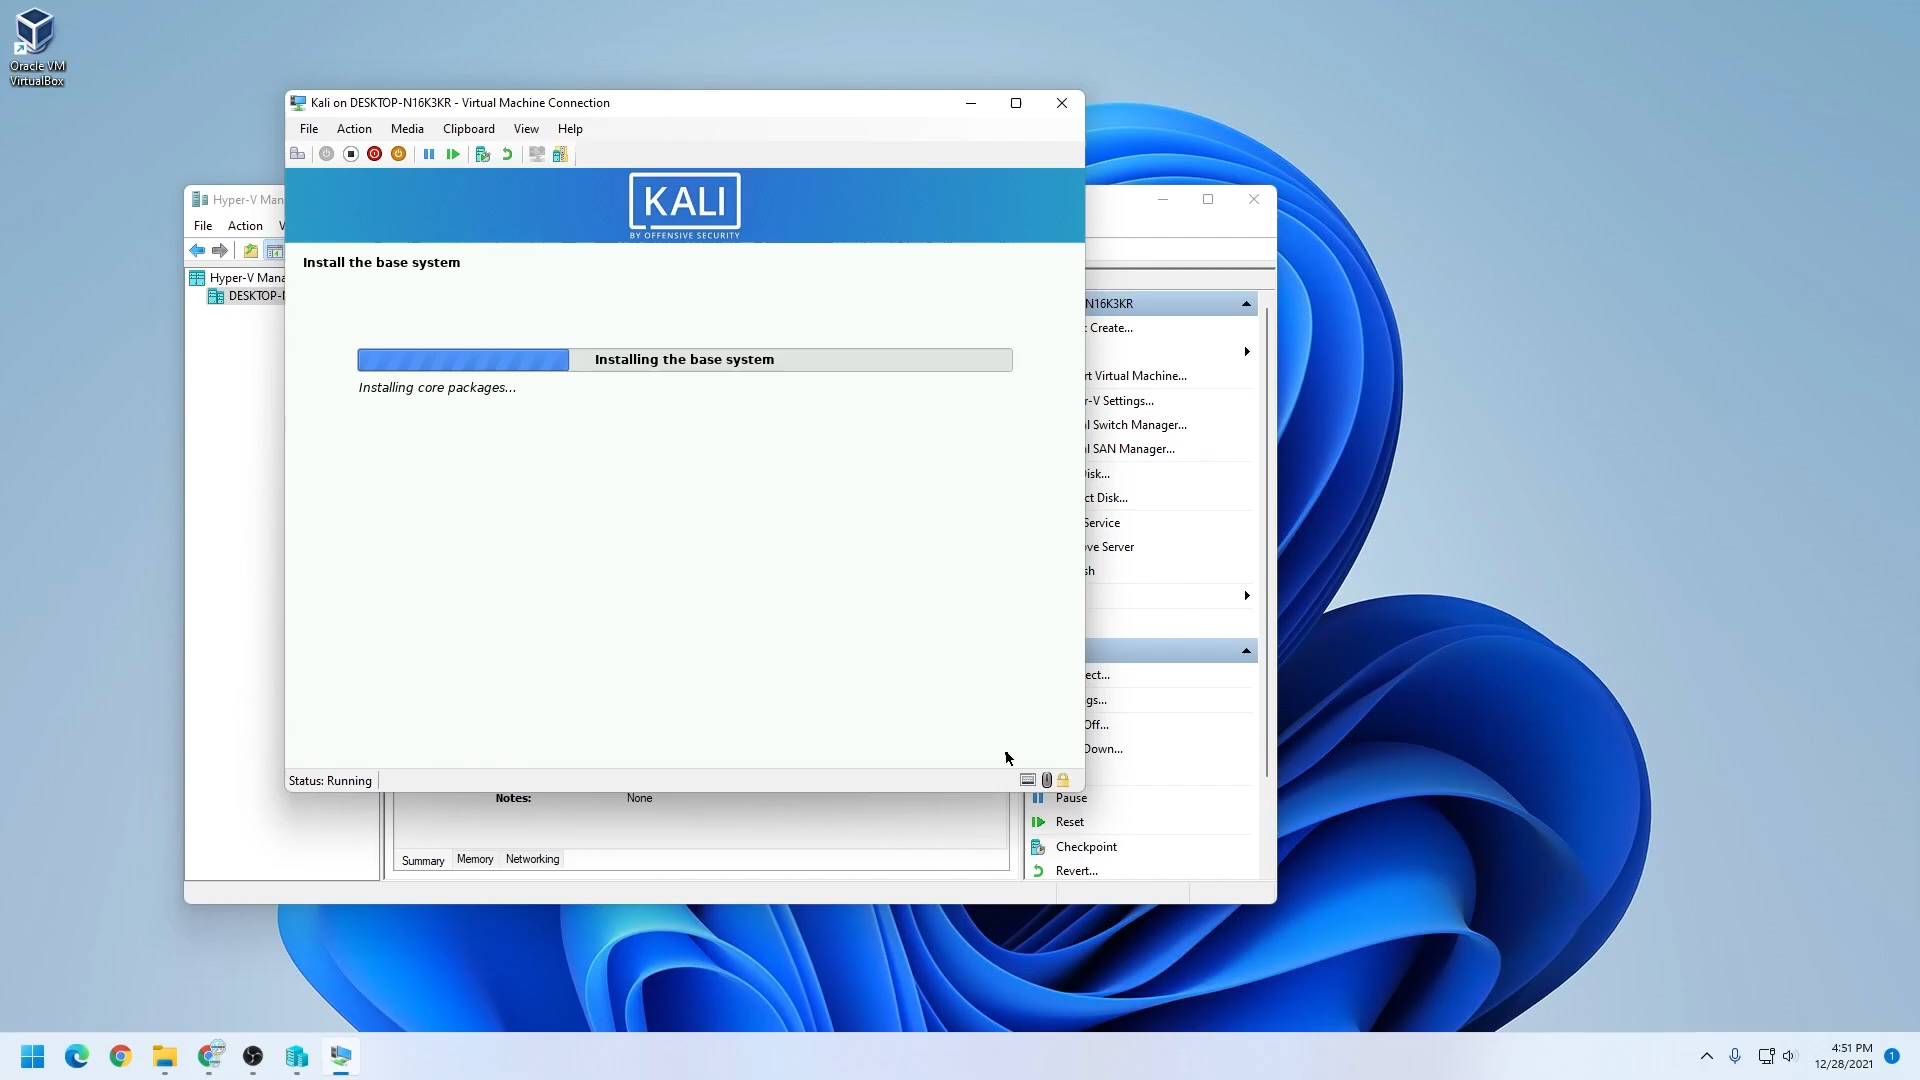 Oracle VM
VirtualBox
Kali on DESKTOP-N16K3KR - Virtual Machine Connection
File Action Media Clipboard View Help
KALI
BY OFFENSIVE SECURITY
Install the base system
Installing the base system
Installing core packages...
Status: Running
Hyper-V Man
File Action V
Hyper-V Mana
DESKTOP-N
N16K3KR
Create...
rt Virtual Machine...
r-V Settings...
l Switch Manager...
l SAN Manager...
isk...
ct Disk...
Service
ove Server
sh
ect...
gs...
Off...
Down...
Pause
Reset
Checkpoint
Revert...
Notes: None
Summary Memory Networking
4:51 PM
12/28/2021
1